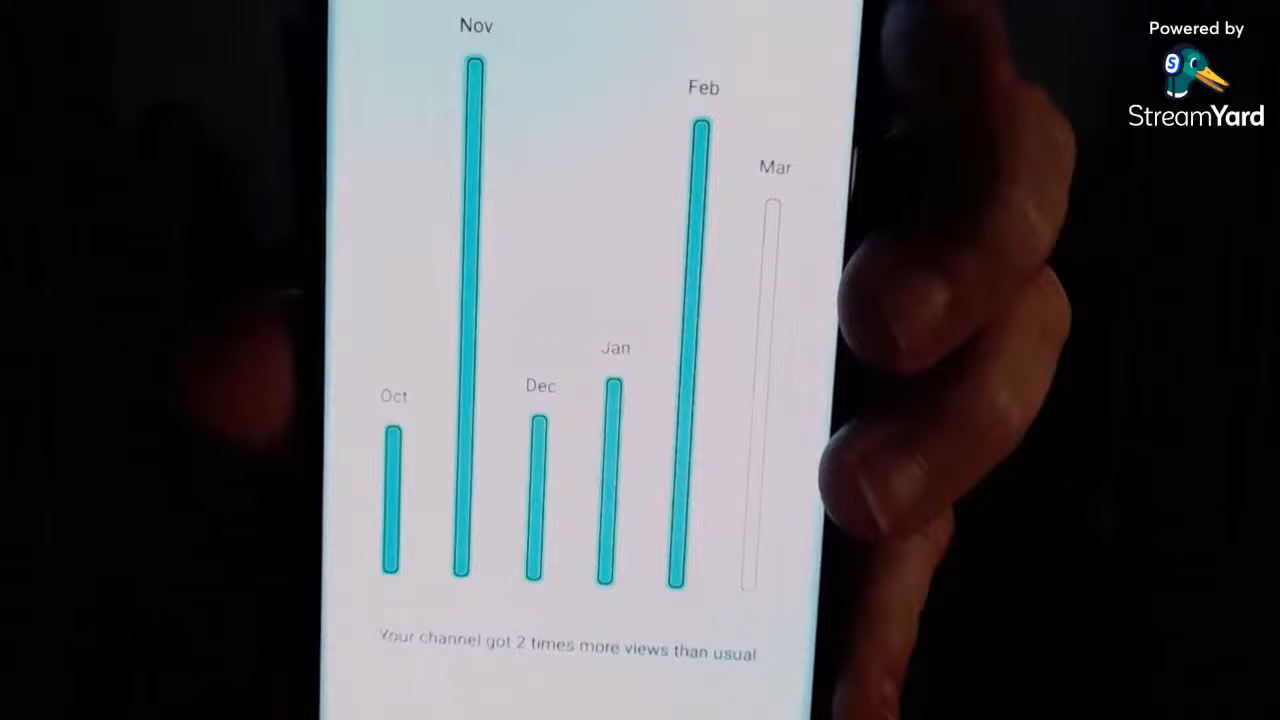 Powered by
S
StreamYard
Nov
Feb
Mar
Jan
Dec
Oct
Your channel got 2 times more views than usual